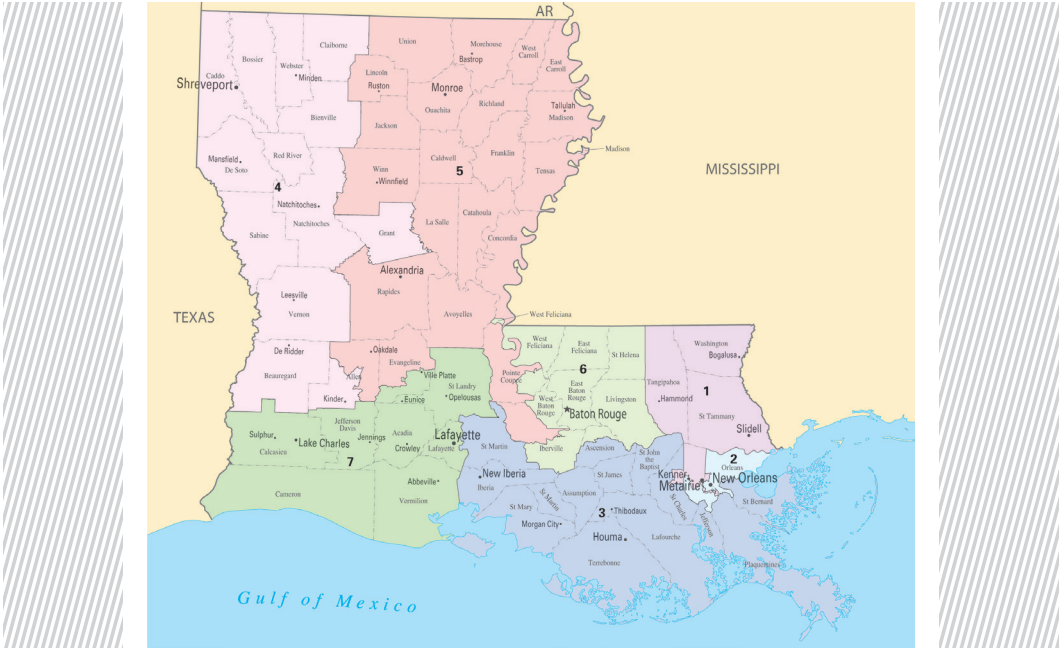 AR
Union
Morehouse
Bastrop
West
Carroll
East
Carroll
Claiborne
Bossier
Webster
Minden
Caddo
Shreveport
Lincoln
Ruston
Monroe
Ouachita
Richland
Tallulah
Madison
Madison
Bienville
Jackson
Mansfield
De Soto
Red River
Winn
Winnfield
Caldwell
5
Franklin
Tensas
MISSISSIPPI
4
Natchitoches
Natchitoches
Sabine
Grant
La Salle
Catahoula
Concordia
Alexandria
Rapides
Leesville
Vernon
TEXAS
Avoyelles
West Feliciana
West
Feliciana
East
Feliciana
St Helena
Washington
Bogalusa
De Ridder
Beauregard
Oakdale
Evangeline
Allen
Kinder
Ville Platte
St Landry
Opelousas
Eunice
Pointe
Coupee
6
East
Baton
Rouge
West
Baton
Rouge
Baton Rouge
Livingston
Tangipahoa
Hammond
1
St Tammany
Slidell
Sulphur
Calcasieu
Lake Charles
Jefferson
Davis
Jennings
Acadia
Crowley
Lafayette
Lafayette
7
Cameron
Abbeville
Vermilion
St Martin
New Iberia
Iberia
Iberville
Ascension
St James
St John
the
Baptist
Assumption
St Martin
St Mary
Morgan City
3
Thibodaux
Houma
Terrebonne
Lafourche
St Charles
Jefferson
Kenner
Metairie
2
Orleans
New Orleans
St Bernard
Plaquemines
Gulf of Mexico